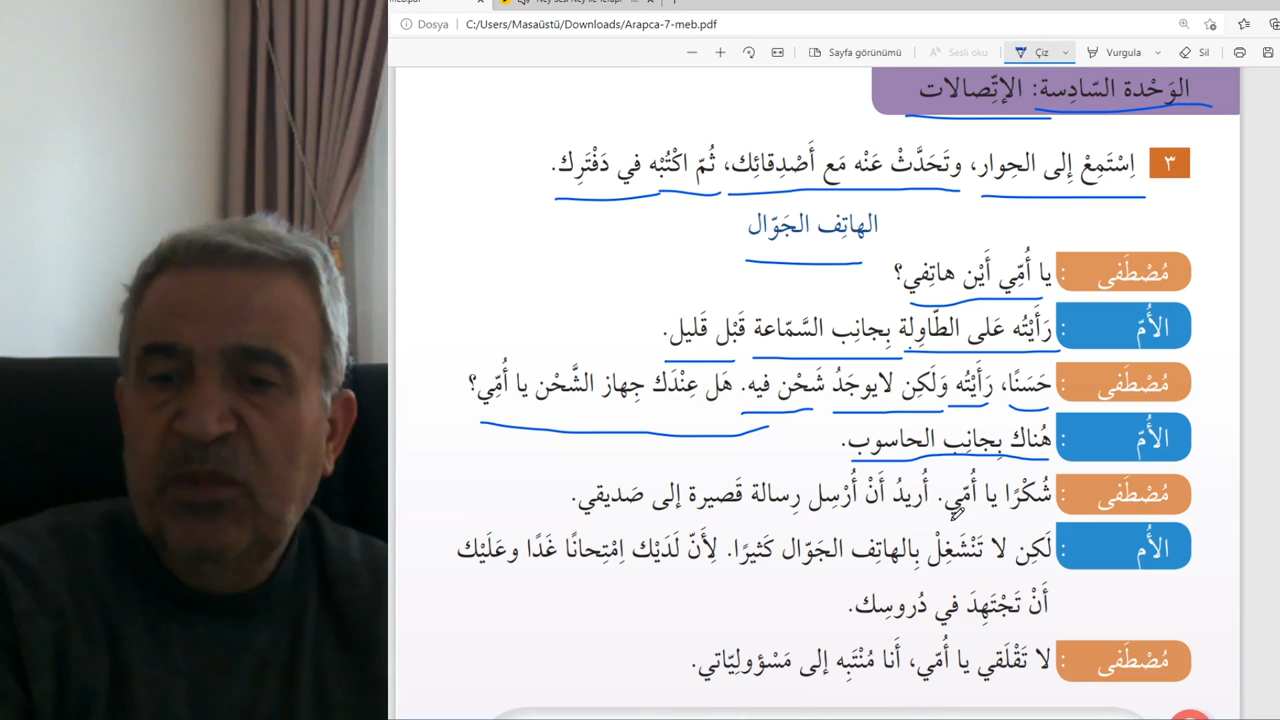 Dosya
C:/Users/Masaüstü/Downloads/Arapca-7-meb.pdf
Sayfa görünümü
Sesli oku
Çiz
Vurgula
Sil
الوَحْدة السّادِسة: الإتِّصالات
٣ اِسْتَمِعْ إِلى الحِوار، وتَحَدَّثْ عَنْه مَع أَصْدِقائِك، ثُمّ اكْتُبْه في دَفْتَرِك.
الهاتِف الجَوّال
مُصْطَفى : يا أُمّي أَيْن هاتِفي؟
الأُمّ : رَأَيْتُه عَلى الطّاوِلة بِجانِب السَّمّاعة قَبْل قَليل.
مُصْطَفى : حَسَنًا، رَأَيْتُه وَلَكِن لايوجَدُ شَحْن فيه. هَل عِنْدَك جِهاز الشَّحْن يا أُمّي؟
الأُمّ : هُناك بِجانِب الحاسوب.
مُصْطَفى : شُكْرًا يا أُمّي. أُريدُ أَنْ أُرْسِل رِسالة قَصيرة إلى صَديقي.
الأُمّ : لَكِن لا تَنْشَغِلْ بِالهاتِف الجَوّال كَثيرًا. لِأَنّ لَدَيْك اِمْتِحانًا غَدًا وعَلَيْك
أَنْ تَجْتَهِدَ في دُروسِك.
مُصْطَفى : لا تَقْلَقي يا أُمّي، أَنا مُنْتَبِه إلى مَسْؤولِيّاتي.